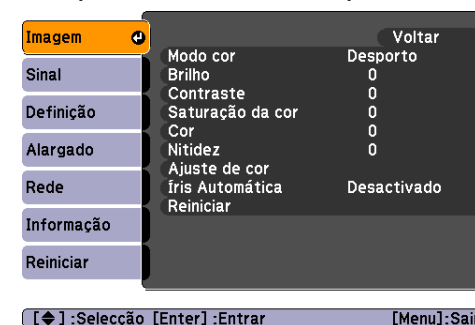 Imagem
Sinal
Definição
Alargado
Rede
Informação
Reiniciar
Voltar
Modo cor Desporto
Brilho 0
Contraste 0
Saturação da cor 0
Cor 0
Nitidez 0
Ajuste de cor
Íris Automática Desactivado
Reiniciar
[ ] :Selecção [Enter] :Entrar [Menu]:Sair